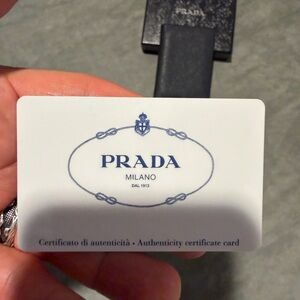 PRADA
PRADA
MILANO
DAL 1913
Certificato di autenticità • Authenticity certificate card